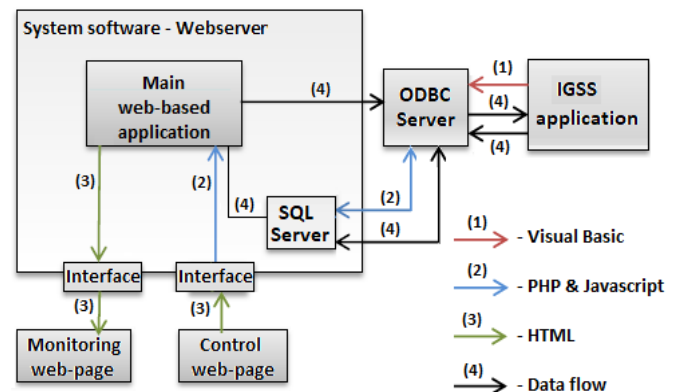 System software - Webserver
Main
web-based
application
(4)
ODBC
Server
(1)
(4)
(4)
IGSS
application
(3)
(2)
(4)
SQL
Server
(2)
(4)
Interface
Interface
(3)
(3)
Monitoring
web-page
Control
web-page
(1)
- Visual Basic
(2)
- PHP & Javascript
(3)
- HTML
(4)
- Data flow